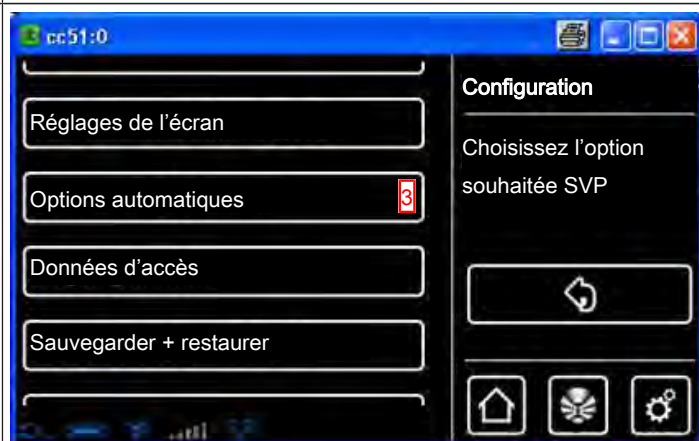 cc51:0
Réglages de l’écran
Options automatiques 3
Données d’accès
Sauvegarder + restaurer
Configuration
Choisissez l’option
souhaitée SVP